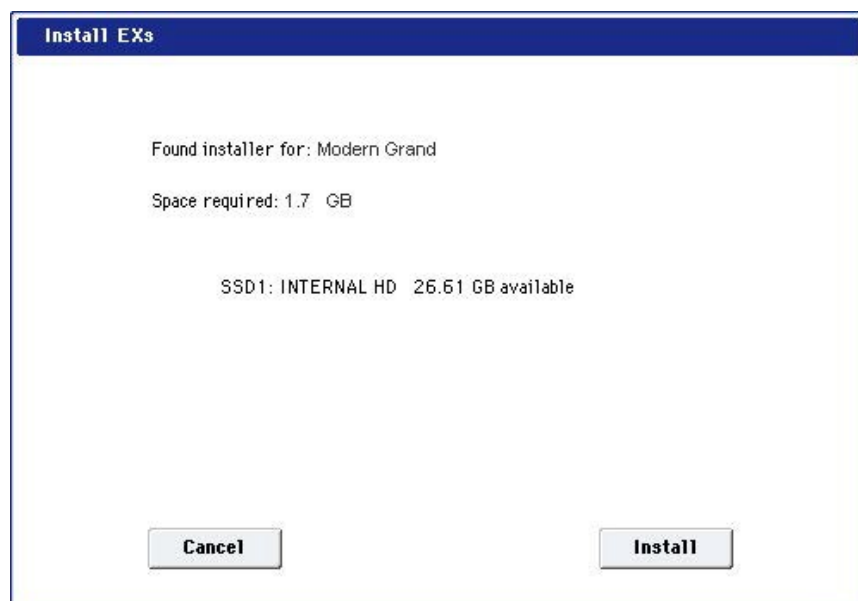 Install EXs
Found installer for: Modern Grand
Space required: 1.7 GB
SSD1: INTERNAL HD 26.61 GB available
Cancel Install